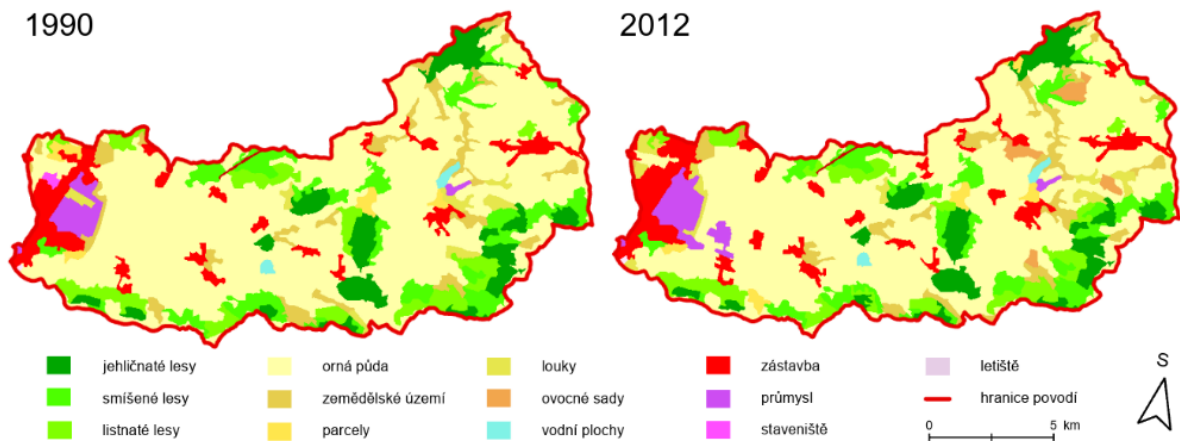 1990
2012
jehličnaté lesy
orná půda
louky
zástavba
letiště
smíšené lesy
zemědělské území
ovocné sady
průmysl
hranice povodí
listnaté lesy
parcely
vodní plochy
staveniště
0 5 km
S